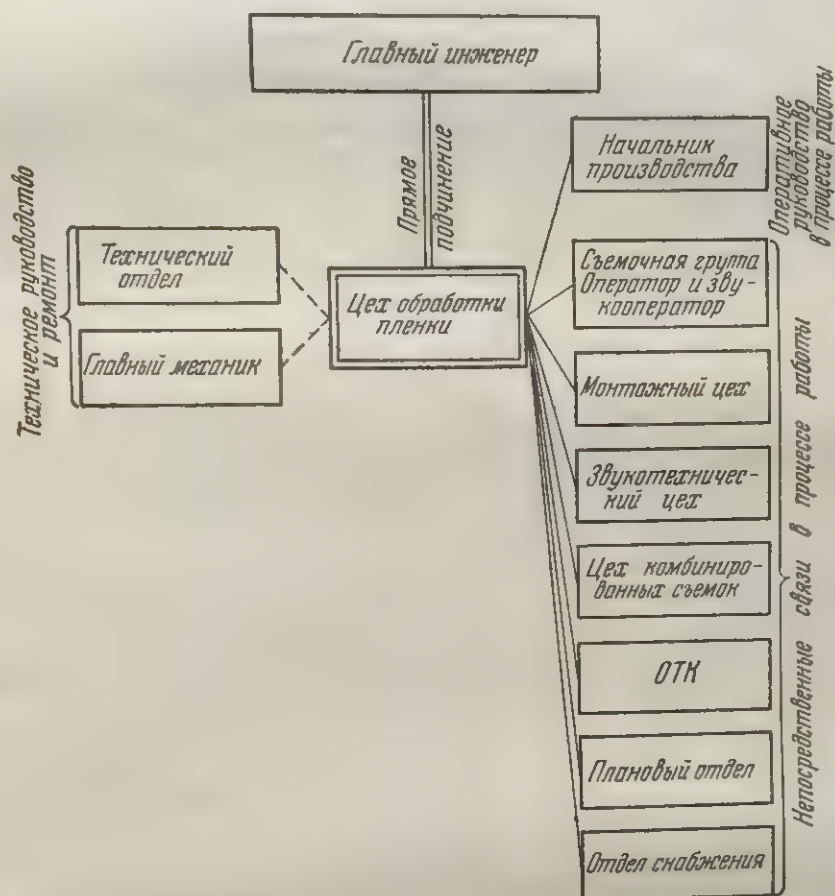 Главный инженер
Прямое
подчинение
Оперативное
руководство
в процессе работы
Начальник
производства
Техническое руководство
и ремонт
Технический
отдел
Главный механик
Цех обработки
пленки
Съемочная группа
Оператор и зву-
кооператор
Монтажный цех
Звукотехничес-
кий цех
Цех комбиниро-
ванных съемок
ОТК
Плановый отдел
Отдел снабжения
Непосредственные связи в процессе работы